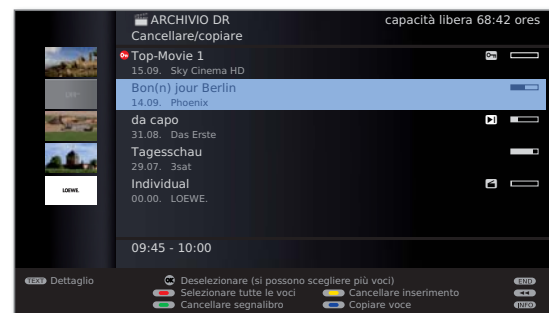 ARCHIVIO DR capacità libera 68:42 ores
Cancellare/copiare
Top-Movie 1
15.09. Sky Cinema HD
Bon(n) jour Berlin
14.09. Phoenix
da capo
31.08. Das Erste
Tagesschau
29.07. 3sat
Individual
00.00. LOEWE.
LOEWE.
09:45 - 10:00
TEXT Dettaglio OK Deselezionare (si possono scegliere più voci) END
Selezionare tutte le voci Cancellare inserimento
Cancellare segnalibro Copiare voce INFO